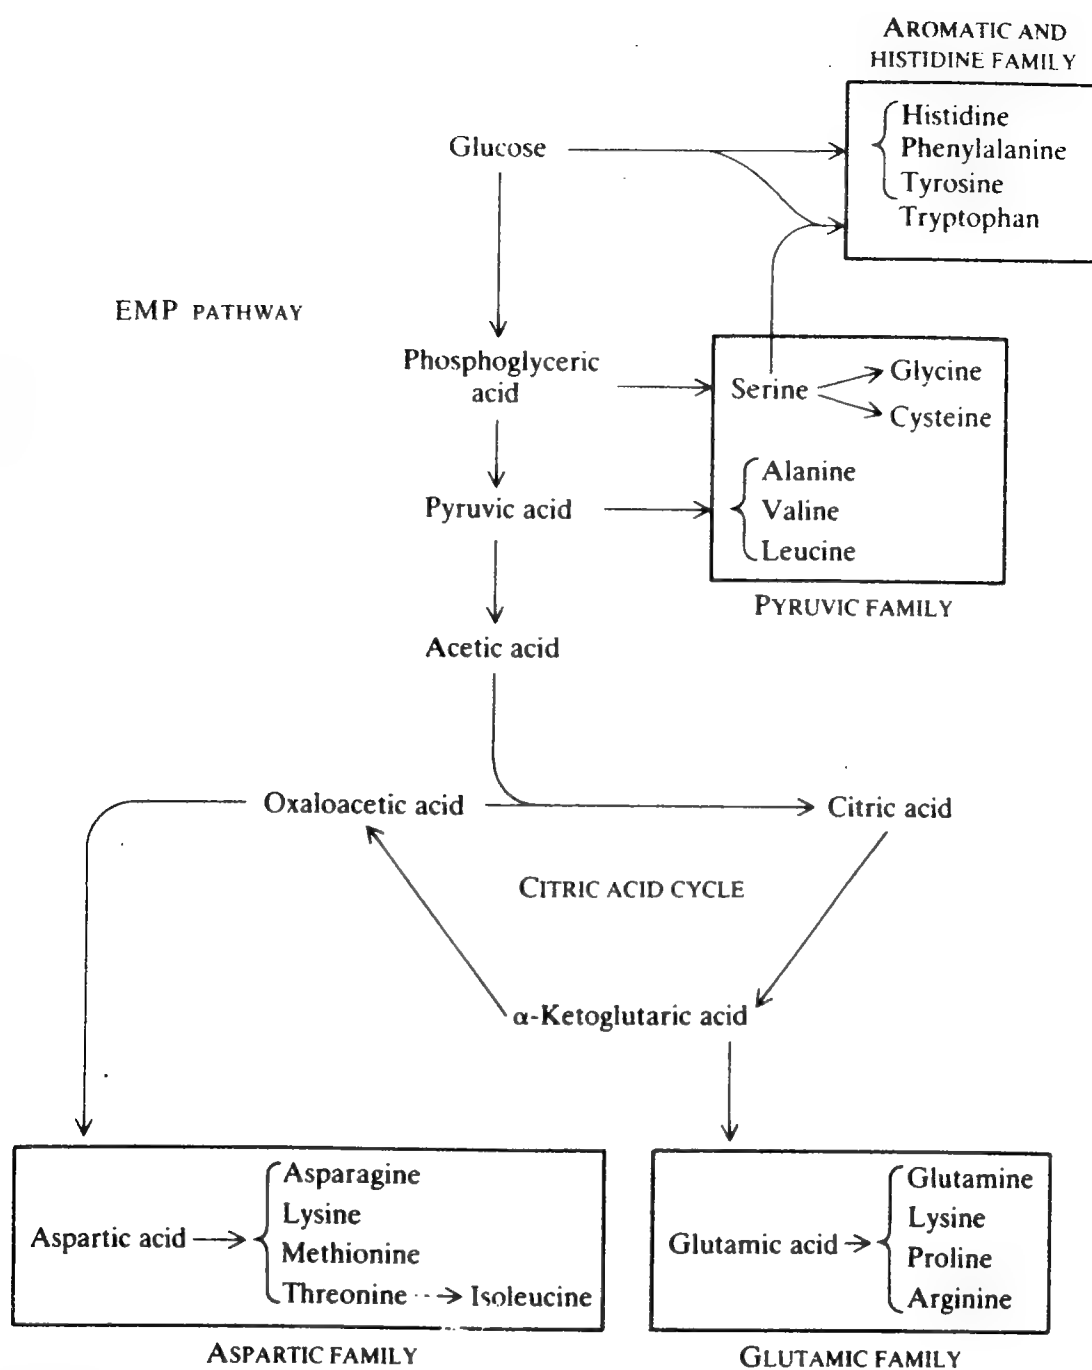 AROMATIC AND
HISTIDINE FAMILY
Histidine
Phenylalanine
Tyrosine
Tryptophan
Glucose
EMP PATHWAY
Phosphoglyceric
acid
Serine
Glycine
Cysteine
Pyruvic acid
Alanine
Valine
Leucine
PYRUVIC FAMILY
Acetic acid
Oxaloacetic acid
Citric acid
CITRIC ACID CYCLE
α-Ketoglutaric acid
Aspartic acid
Asparagine
Lysine
Methionine
Threonine
Isoleucine
ASPARTIC FAMILY
Glutamic acid
Glutamine
Lysine
Proline
Arginine
GLUTAMIC FAMILY